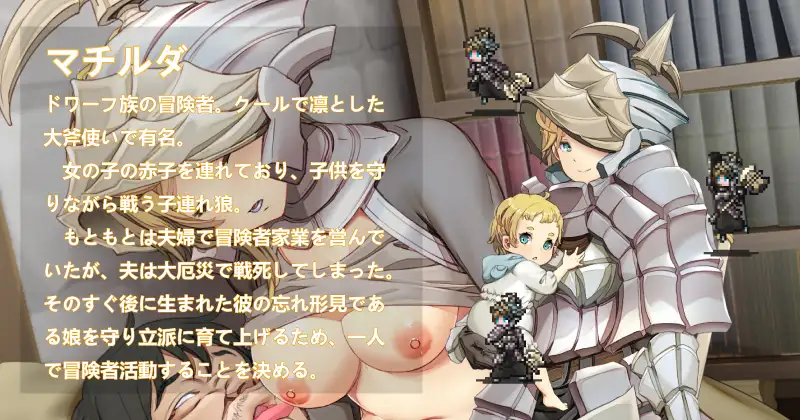 マチルダ
ドワーフ族の冒険者。クールで凛とした
大斧使いで有名。
　女の子の赤子を連れており、子供を守
りながら戦う子連れ狼。
　もともとは夫婦で冒険者家業を営んで
いたが、夫は大厄災で戦死してしまった。
そのすぐ後に生まれた彼の忘れ形見であ
る娘を守り立派に育て上げるため、一人
で冒険者活動することを決める。